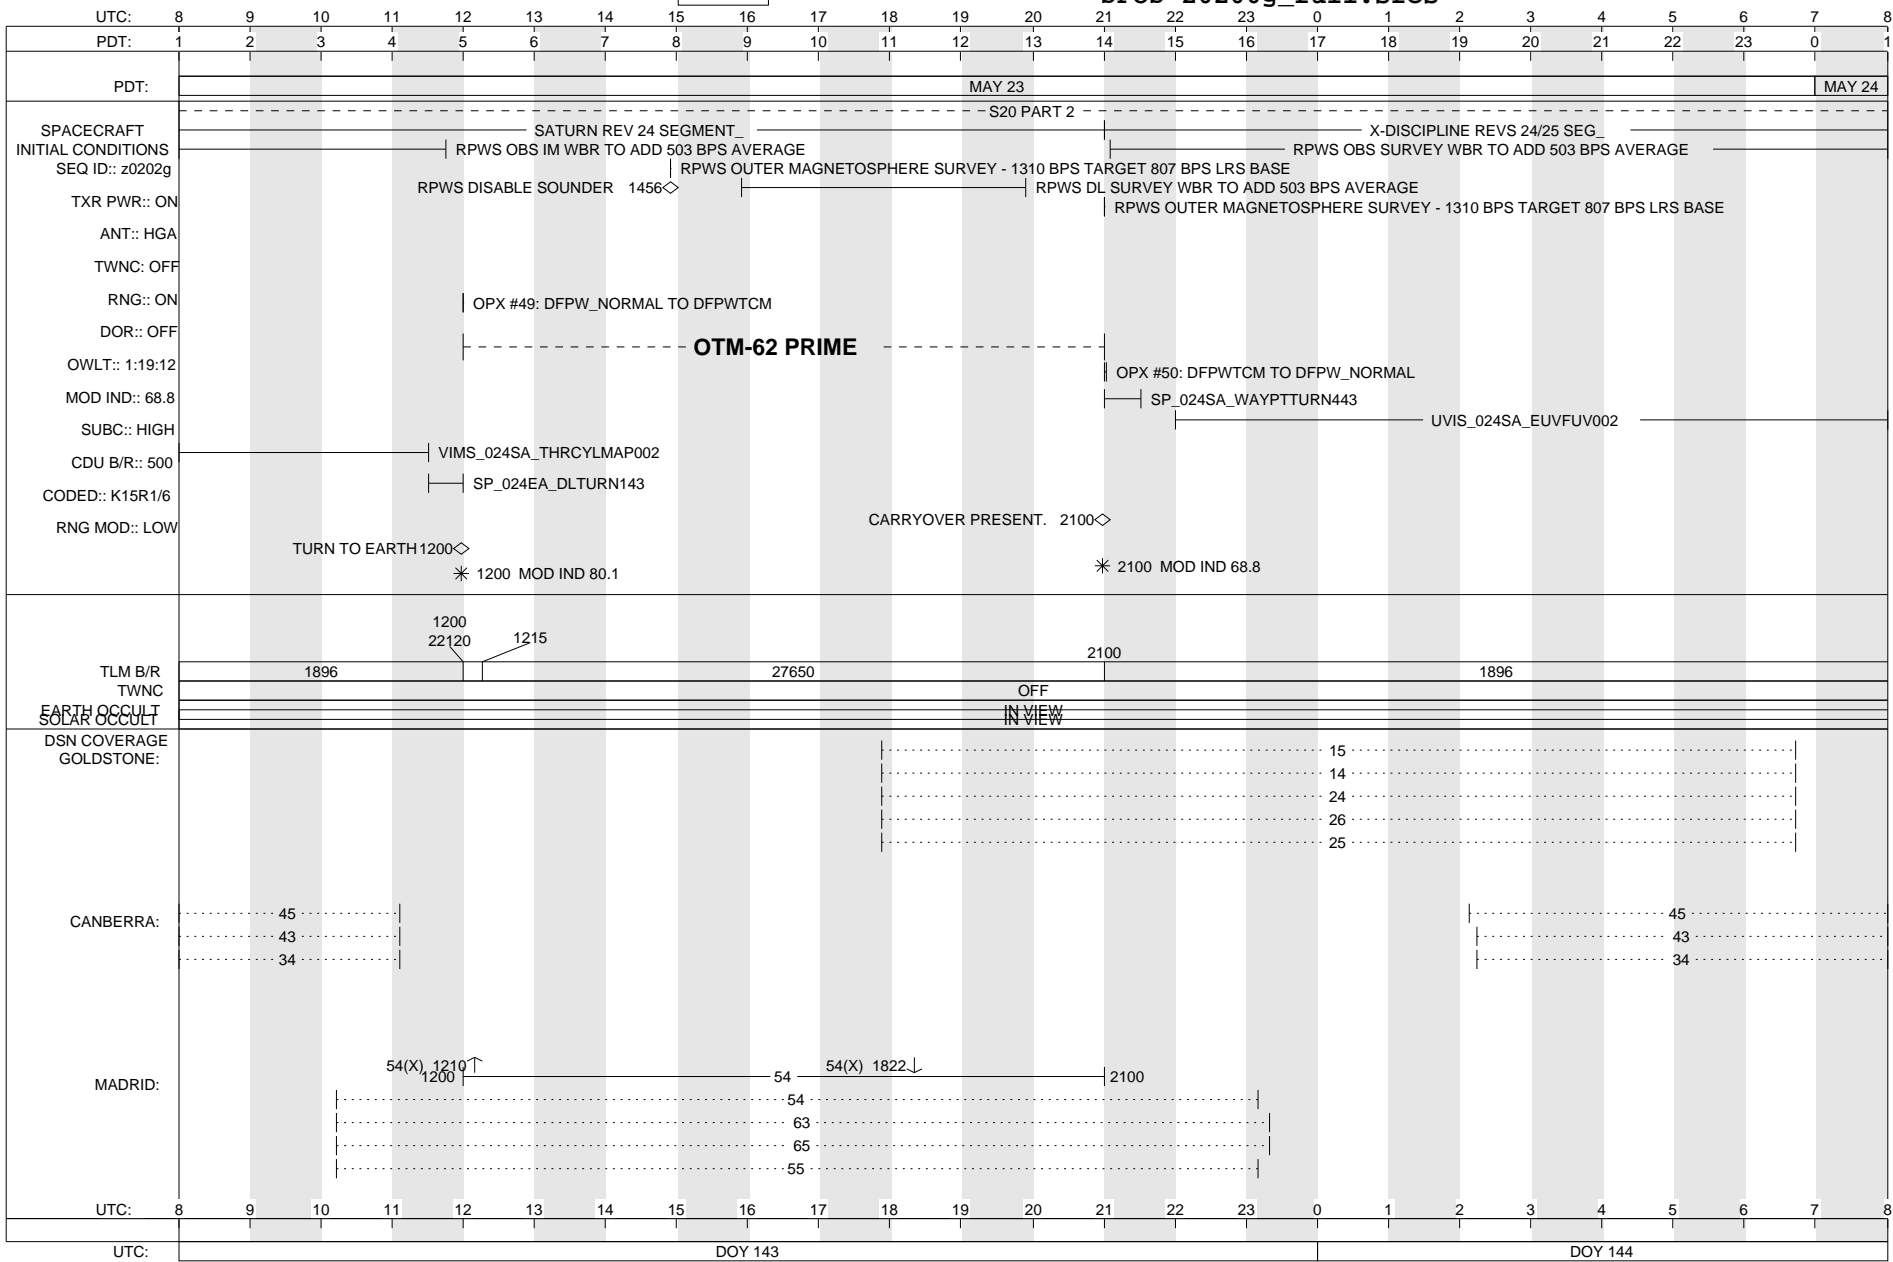 UTC: 8 9 10 11 12 13 14 15 16 17 18 19 20 21 22 23 0 1 2 3 4 5 6 7 8
PDT: 1 2 3 4 5 6 7 8 9 10 11 12 13 14 15 16 17 18 19 20 21 22 23 0 1
PDT: MAY 23 MAY 24
S20 PART 2
SPACECRAFT SATURN REV 24 SEGMENT_ X-DISCIPLINE REVS 24/25 SEG_
INITIAL CONDITIONS RPWS OBS IM WBR TO ADD 503 BPS AVERAGE RPWS OBS SURVEY WBR TO ADD 503 BPS AVERAGE
SEQ ID:: z0202g RPWS OUTER MAGNETOSPHERE SURVEY - 1310 BPS TARGET 807 BPS LRS BASE
RPWS DISABLE SOUNDER 1456 RPWS DL SURVEY WBR TO ADD 503 BPS AVERAGE
TXR PWR:: ON RPWS OUTER MAGNETOSPHERE SURVEY - 1310 BPS TARGET 807 BPS LRS BASE
ANT:: HGA
TWNC: OFF
RNG:: ON OPX #49: DFPW_NORMAL TO DFPWTCM
DOR:: OFF
OTM-62 PRIME
OWLT:: 1:19:12 OPX #50: DFPWTCM TO DFPW_NORMAL
MOD IND:: 68.8 SP_024SA_WAYPTTURN443
SUBC:: HIGH UVIS_024SA_EUVFUV002
VIMS_024SA_THRCYLMAP002
CDU B/R:: 500
SP_024EA_DLTURN143
CODED:: K15R1/6
RNG MOD:: LOW CARRYOVER PRESENT. 2100
TURN TO EARTH 1200
1200 MOD IND 80.1 2100 MOD IND 68.8
1200
22120 1215
2100
TLM B/R 1896 27650 1896
TWNC OFF
EARTH OCCULT IN VIEW
SOLAR OCCULT IN VIEW
DSN COVERAGE
GOLDSTONE: 15
14
24
26
25
CANBERRA: 45 45
43 43
34 34
54(X) 1210 54(X) 1822
MADRID: 1200 54 2100
54
63
65
55
UTC: 8 9 10 11 12 13 14 15 16 17 18 19 20 21 22 23 0 1 2 3 4 5 6 7 8
UTC: DOY 143 DOY 144